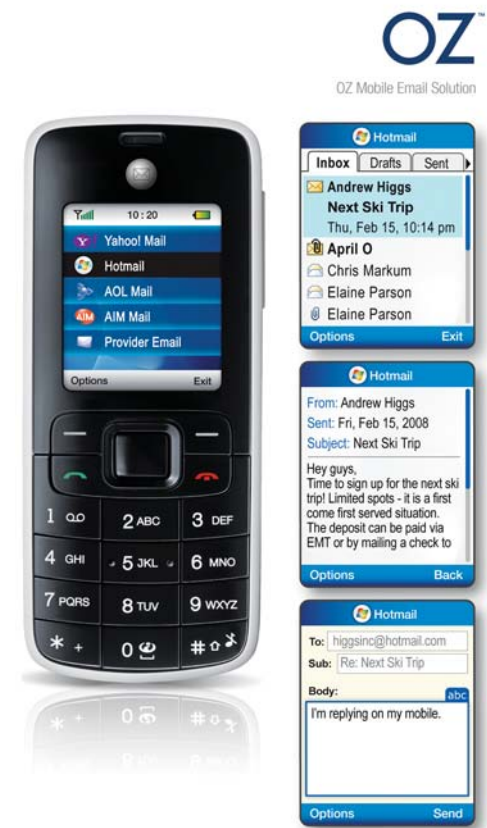 OZ™
OZ Mobile Email Solution
10:20
Yahoo! Mail
Hotmail
AOL Mail
AIM AIM Mail
Provider Email
Options Exit
1
2 ABC
3 DEF
4 GHI
5 JKL
6 MNO
7 PQRS
8 TUV
9 WXYZ
* +
0
#
Hotmail
Inbox Drafts Sent
Andrew Higgs
Next Ski Trip
Thu, Feb 15, 10:14 pm
April O
Chris Markum
Elaine Parson
Elaine Parson
Options Exit
Hotmail
From: Andrew Higgs
Sent: Fri, Feb 15, 2008
Subject: Next Ski Trip
Hey guys,
Time to sign up for the next ski
trip! Limited spots - it is a first
come first served situation.
The deposit can be paid via
EMT or by mailing a check to
Options Back
Hotmail
To: higgsinc@hotmail.com
Sub: Re: Next Ski Trip
Body: abc
I'm replying on my mobile.
Options Send